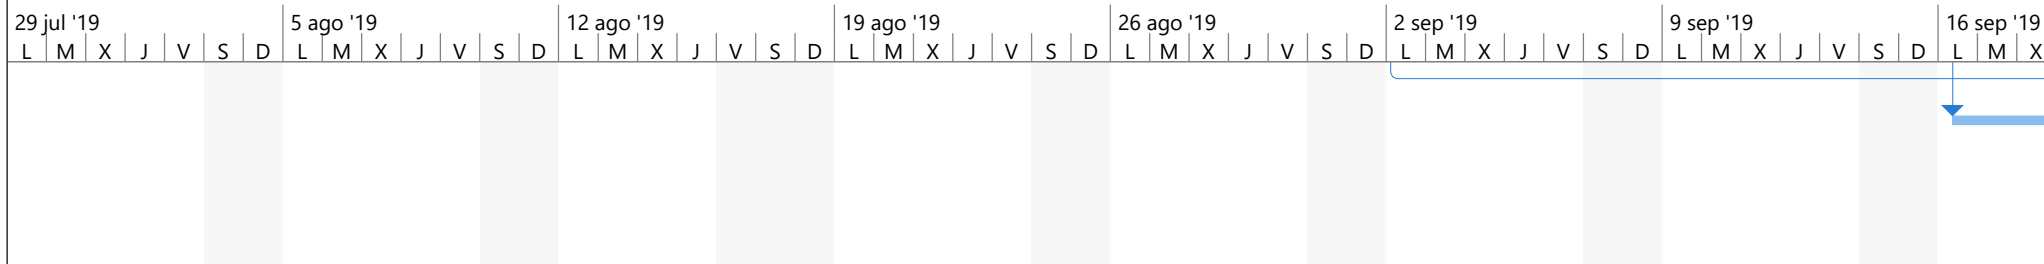 29 jul '19 5 ago '19 12 ago '19 19 ago '19 26 ago '19 2 sep '19 9 sep '19 16 sep '19
L M X J V S D L M X J V S D L M X J V S D L M X J V S D L M X J V S D L M X J V S D L M X J V S D L M X